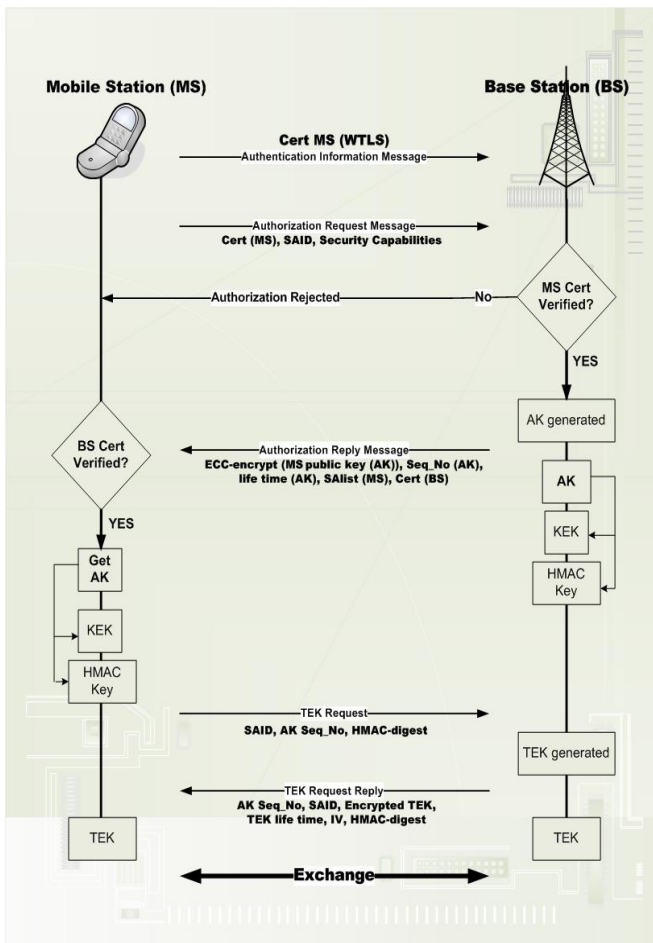 Mobile Station (MS)
Base Station (BS)
Cert MS (WTLS)
Authentication Information Message
Authorization Request Message
Cert (MS), SAID, Security Capabilities
MS Cert
Verified?
No
Authorization Rejected
YES
AK generated
BS Cert
Verified?
Authorization Reply Message
ECC-encrypt (MS public key (AK)), Seq_No (AK),
life time (AK), SAlist (MS), Cert (BS)
AK
YES
KEK
Get
AK
HMAC
Key
KEK
HMAC
Key
TEK Request
SAID, AK Seq_No, HMAC-digest
TEK generated
TEK Request Reply
AK Seq_No, SAID, Encrypted TEK,
TEK life time, IV, HMAC-digest
TEK
TEK
Exchange